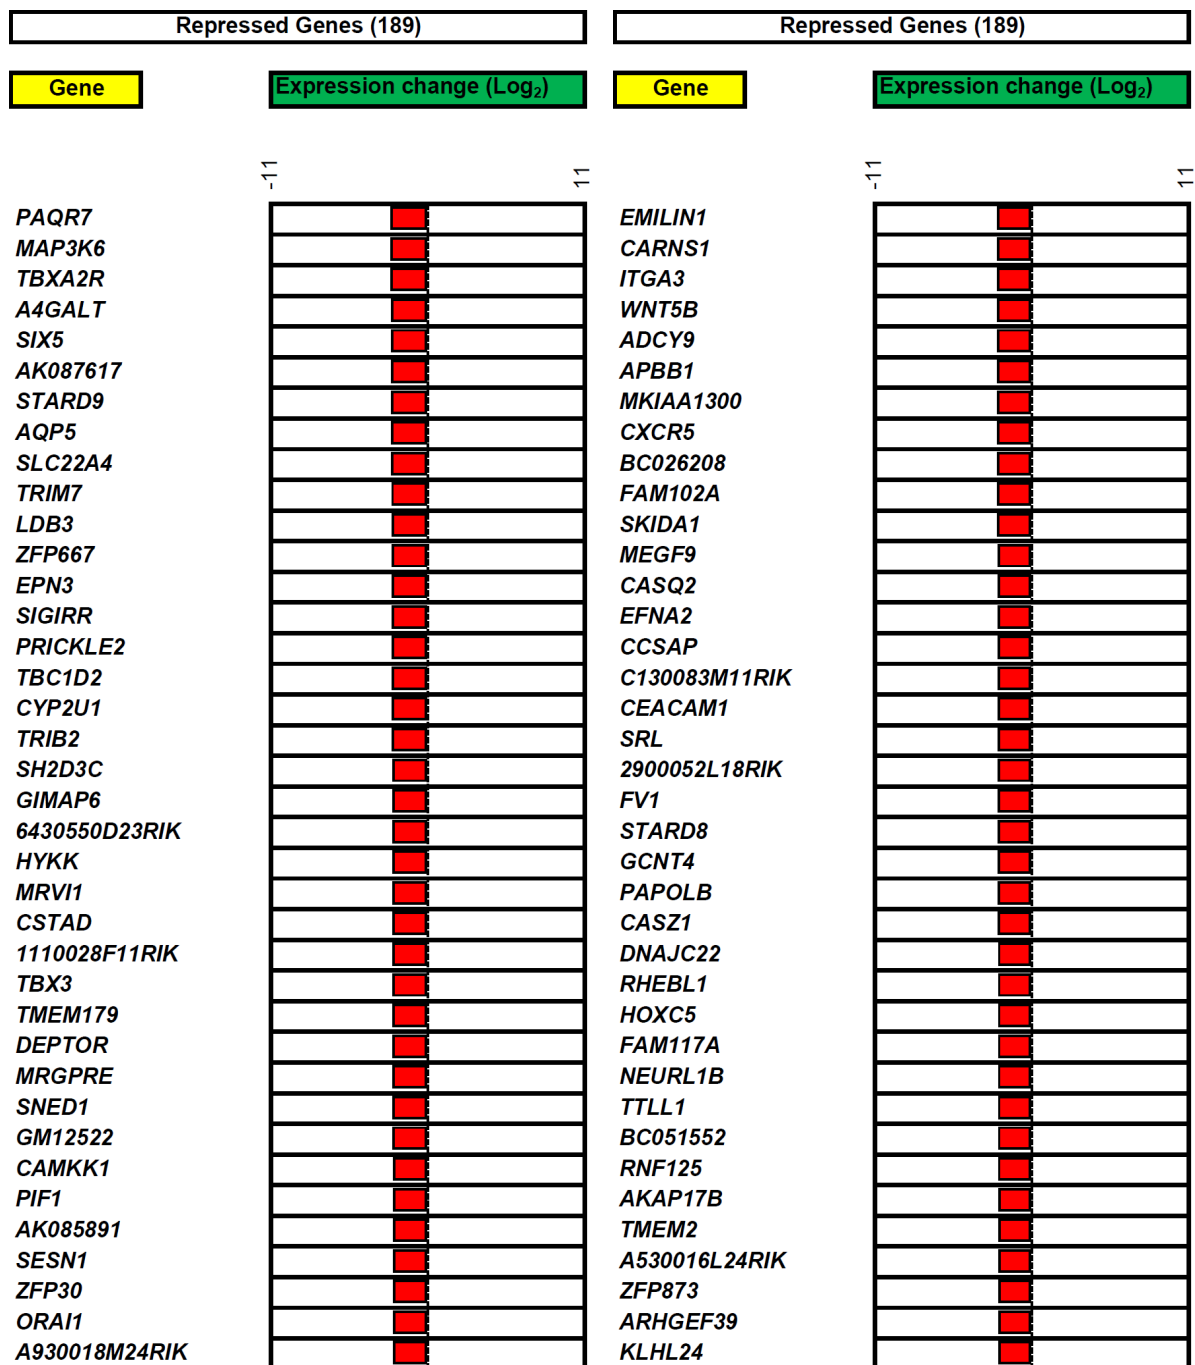 Repressed Genes (189)
Gene
Expression change (Log₂)
-11
11
PAQR7
MAP3K6
TBXA2R
A4GALT
SIX5
AK087617
STARD9
AQP5
SLC22A4
TRIM7
LDB3
ZFP667
EPN3
SIGIRR
PRICKLE2
TBC1D2
CYP2U1
TRIB2
SH2D3C
GIMAP6
6430550D23RIK
HYKK
MRVI1
CSTAD
1110028F11RIK
TBX3
TMEM179
DEPTOR
MRGPRE
SNED1
GM12522
CAMKK1
PIF1
AK085891
SESN1
ZFP30
ORAI1
A930018M24RIK
Repressed Genes (189)
Gene
Expression change (Log₂)
-11
11
EMILIN1
CARNS1
ITGA3
WNT5B
ADCY9
APBB1
MKIAA1300
CXCR5
BC026208
FAM102A
SKIDA1
MEGF9
CASQ2
EFNA2
CCSAP
C130083M11RIK
CEACAM1
SRL
2900052L18RIK
FV1
STARD8
GCNT4
PAPOLB
CASZ1
DNAJC22
RHEBL1
HOXC5
FAM117A
NEURL1B
TTLL1
BC051552
RNF125
AKAP17B
TMEM2
A530016L24RIK
ZFP873
ARHGEF39
KLHL24